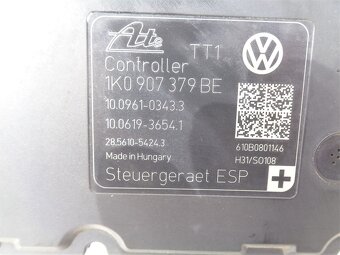 Ate TT1
Controller
1K0 907 379 BE
10.0961-0343.3
10.0619-3654.1
28.5610-5424.3
610B0801146
Made in Hungary
H31/S0108
Steuergeraet ESP